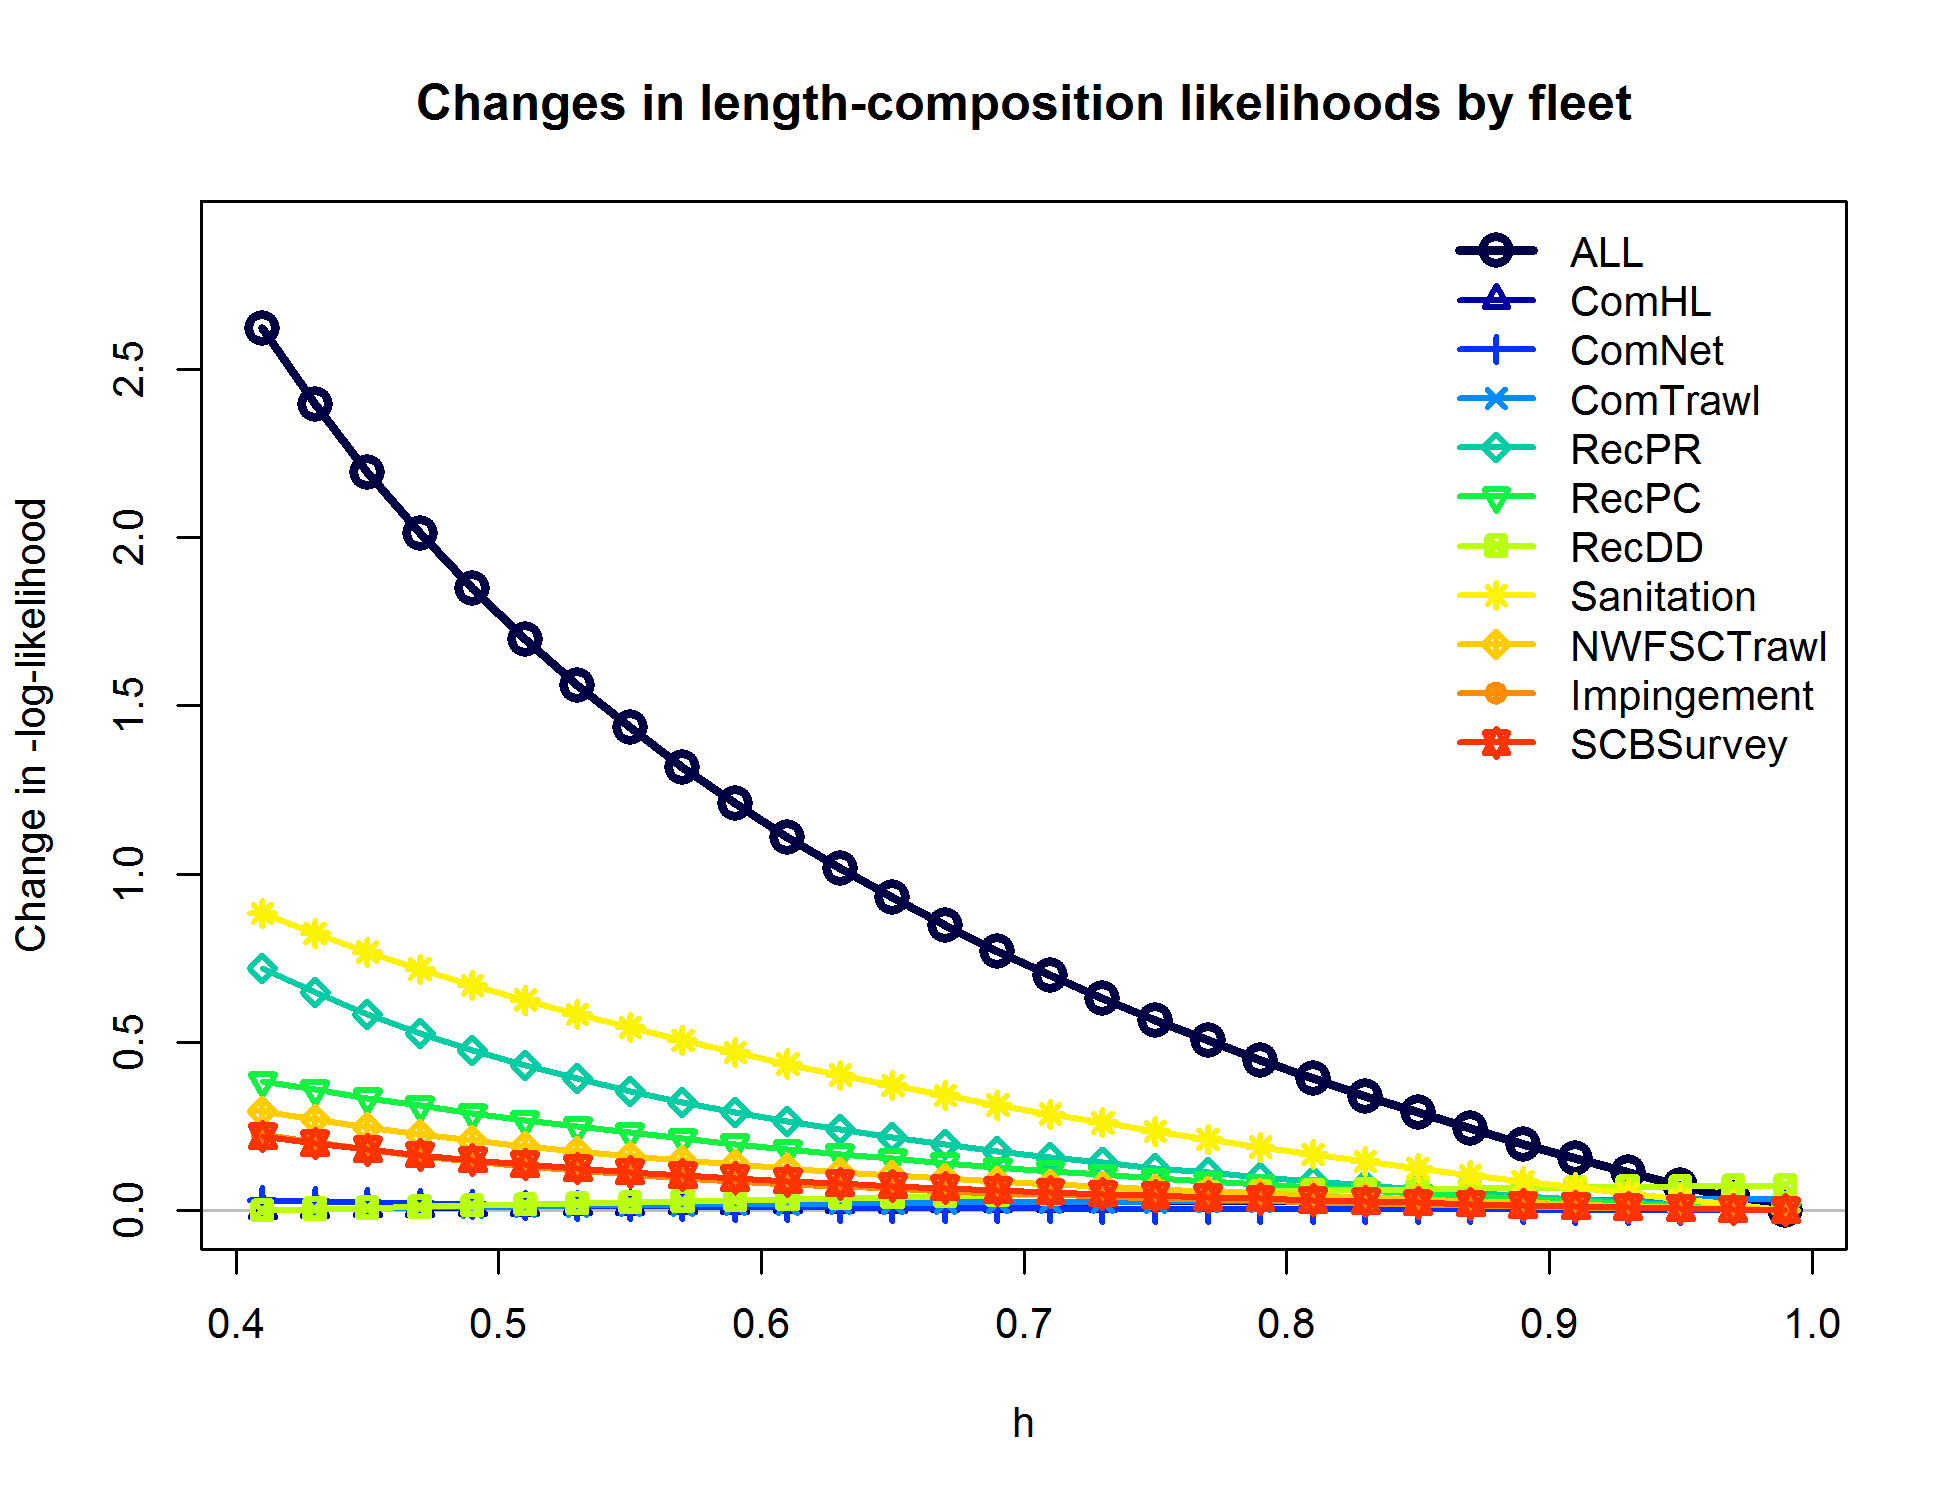 Changes in length-composition likelihoods by fleet
Change in -log-likelihood
2.5
2.0
1.5
1.0
0.5
0.0
ALL
ComHL
ComNet
ComTrawl
RecPR
RecPC
RecDD
Sanitation
NWFSCTrawl
Impingement
SCBSurvey
0.4 0.5 0.6 0.7 0.8 0.9 1.0
h